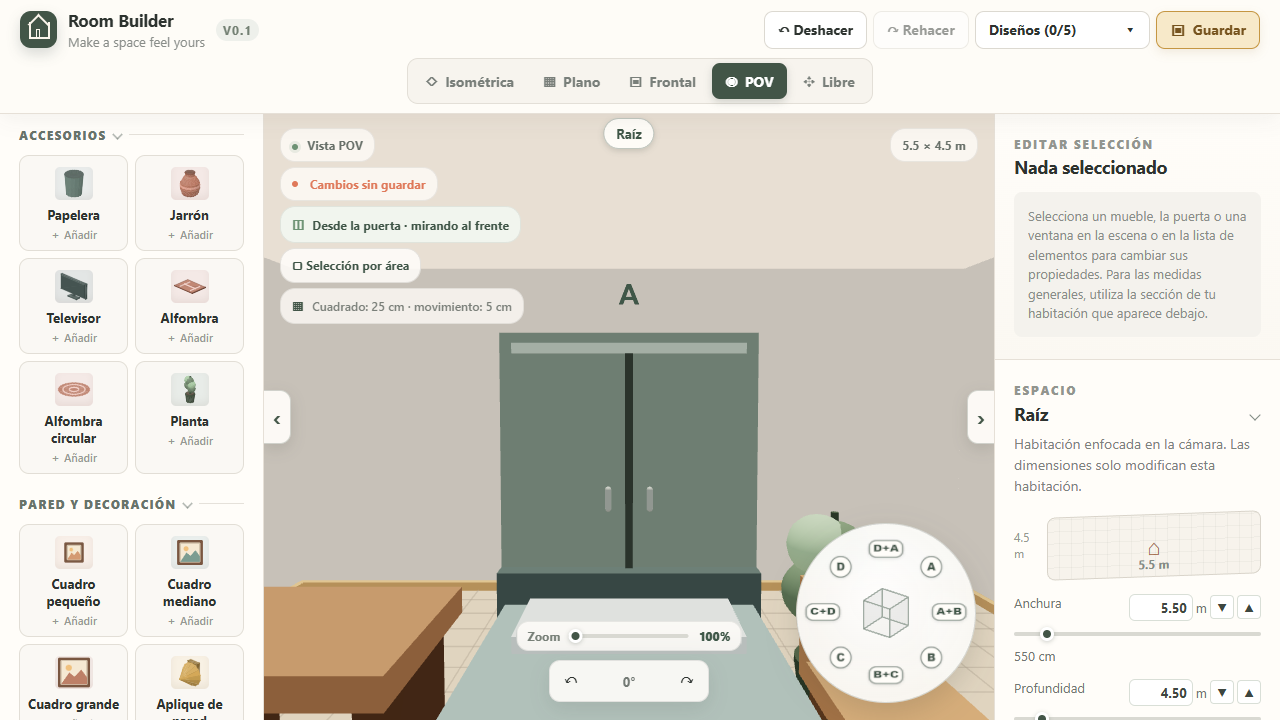 Room Builder
Make a space feel yours
V0.1
↶ Deshacer
↷ Rehacer
Diseños (0/5)
Guardar
Isométrica
Plano
Frontal
POV
Libre
ACCESORIOS
Papelera
+ Añadir
Jarrón
+ Añadir
Televisor
+ Añadir
Alfombra
+ Añadir
Alfombra
circular
+ Añadir
Planta
+ Añadir
PARED Y DECORACIÓN
Cuadro
pequeño
+ Añadir
Cuadro
mediano
+ Añadir
Cuadro grande
Aplique de
pared
Vista POV
Cambios sin guardar
Desde la puerta · mirando al frente
Selección por área
Cuadrado: 25 cm · movimiento: 5 cm
Raíz
5.5 × 4.5 m
A
‹
›
Zoom
100%
0°
D+A
D
A
C+D
A+B
C
B
B+C
EDITAR SELECCIÓN
Nada seleccionado
Selecciona un mueble, la puerta o una
ventana en la escena o en la lista de
elementos para cambiar sus
propiedades. Para las medidas
generales, utiliza la sección de tu
habitación que aparece debajo.
ESPACIO
Raíz
Habitación enfocada en la cámara. Las
dimensiones solo modifican esta
habitación.
4.5
m
5.5 m
Anchura
5.50 m
550 cm
Profundidad
4.50 m